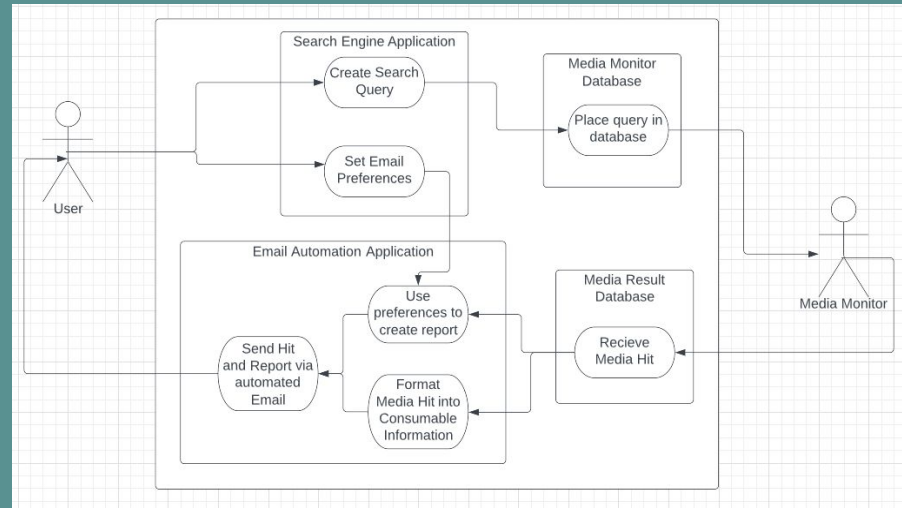 Search Engine Application
Create Search
Query
Set Email
Preferences
Media Monitor
Database
Place query in
database
User
Media Monitor
Email Automation Application
Use
preferences to
create report
Send Hit
and Report via
automated
Email
Format
Media Hit into
Consumable
Information
Media Result
Database
Recieve
Media Hit